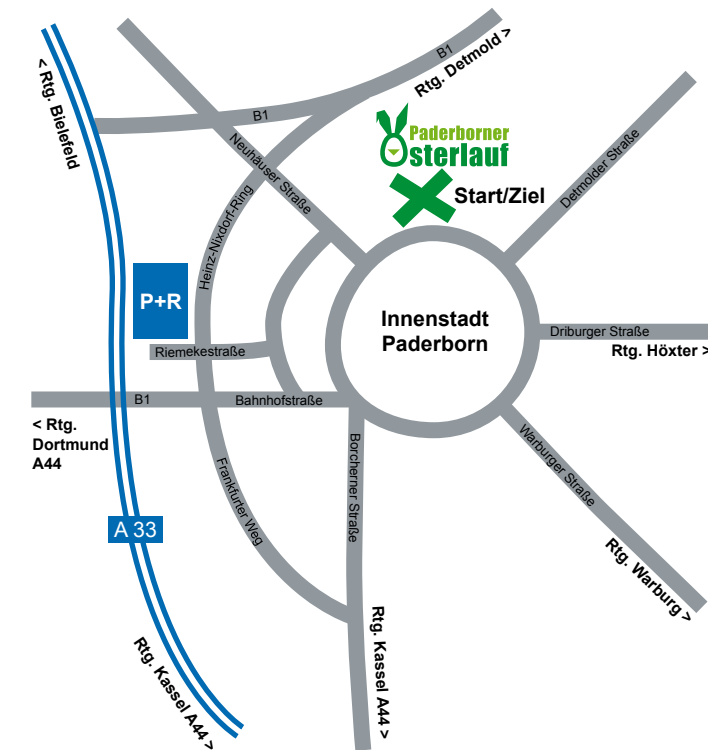 < Rtg. Bielefeld
B1
Rtg. Detmold >
B1
Neuhäuser Straße
Paderborner
Osterlauf
Start/Ziel
Detmolder Straße
Heinz-Nixdorf-Ring
P+R
Innenstadt
Paderborn
Driburger Straße
Rtg. Höxter >
Riemekestraße
B1
Bahnhofstraße
< Rtg.
Dortmund
A44
Borcherner Straße
Warburger Straße
Frankfurter Weg
A 33
Rtg. Warburg >
Rtg. Kassel A44 >
Rtg. Kassel A44 >